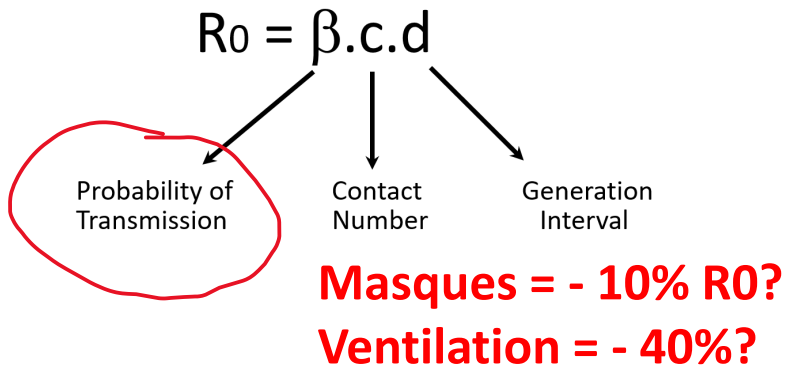 R0 = β.c.d
Probability of
Transmission
Contact
Number
Generation
Interval
Masques = - 10% R0?
Ventilation = - 40%?